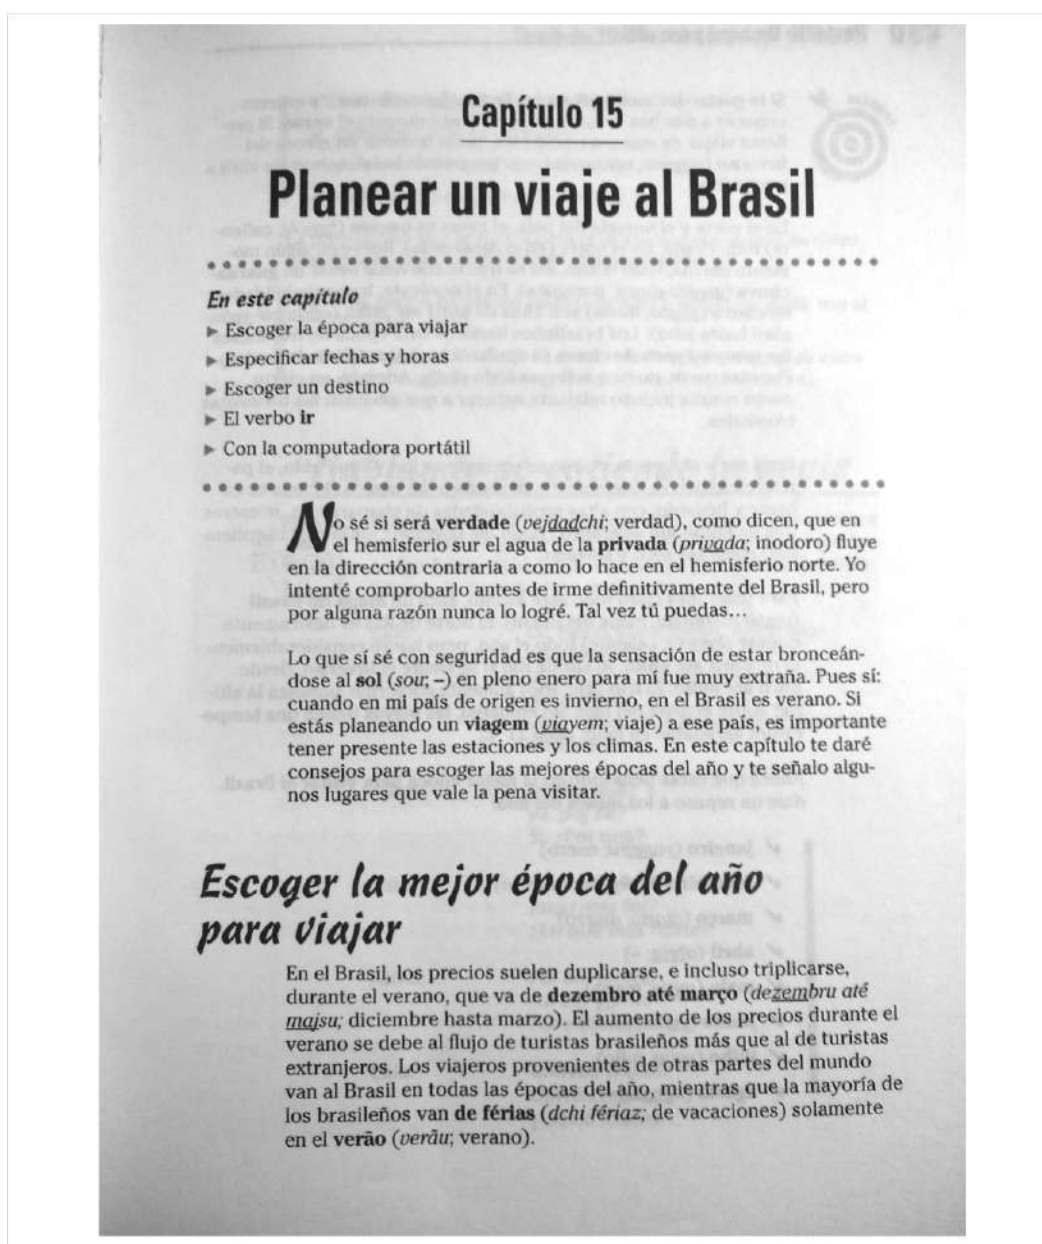 Capítulo 15
Planear un viaje al Brasil
En este capítulo
▶ Escoger la época para viajar
▶ Especificar fechas y horas
▶ Escoger un destino
▶ El verbo ir
▶ Con la computadora portátil
No sé si será verdade (vejdadchi; verdad), como dicen, que en
el hemisferio sur el agua de la privada (privada; inodoro) fluye
en la dirección contraria a como lo hace en el hemisferio norte. Yo
intenté comprobarlo antes de irme definitivamente del Brasil, pero
por alguna razón nunca lo logré. Tal vez tú puedas...
Lo que sí sé con seguridad es que la sensación de estar bronceán-
dose al sol (sou; –) en pleno enero para mí fue muy extraña. Pues sí:
cuando en mi país de origen es invierno, en el Brasil es verano. Si
estás planeando un viagem (viayem; viaje) a ese país, es importante
tener presente las estaciones y los climas. En este capítulo te daré
consejos para escoger las mejores épocas del año y te señalo algu-
nos lugares que vale la pena visitar.
Escoger la mejor época del año
para viajar
En el Brasil, los precios suelen duplicarse, e incluso triplicarse,
durante el verano, que va de dezembro até março (dezembru até
majsu; diciembre hasta marzo). El aumento de los precios durante el
verano se debe al flujo de turistas brasileños más que al de turistas
extranjeros. Los viajeros provenientes de otras partes del mundo
van al Brasil en todas las épocas del año, mientras que la mayoría de
los brasileños van de férias (dchi fériaz; de vacaciones) solamente
en el verão (verãu; verano).